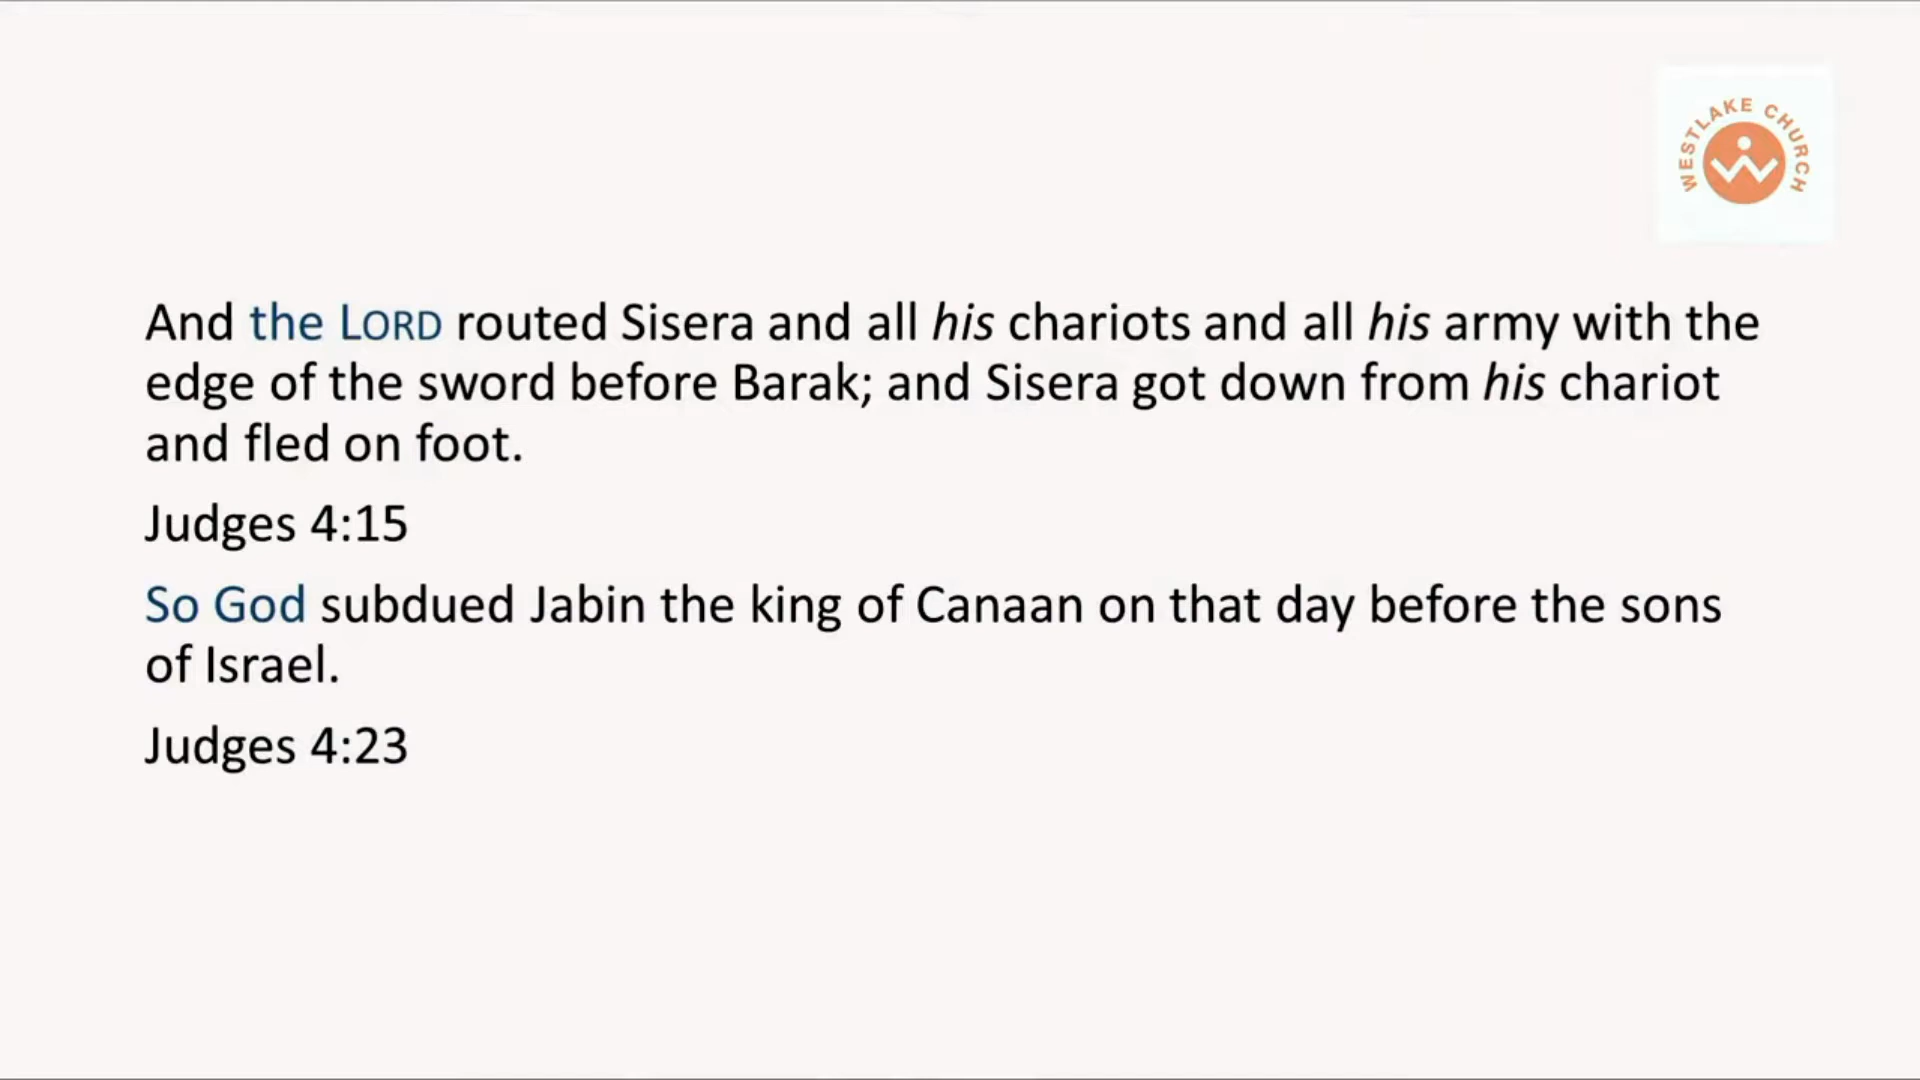 WESTLAKE CHURCH
And the LORD routed Sisera and all his chariots and all his army with the
edge of the sword before Barak; and Sisera got down from his chariot
and fled on foot.
Judges 4:15
So God subdued Jabin the king of Canaan on that day before the sons
of Israel.
Judges 4:23